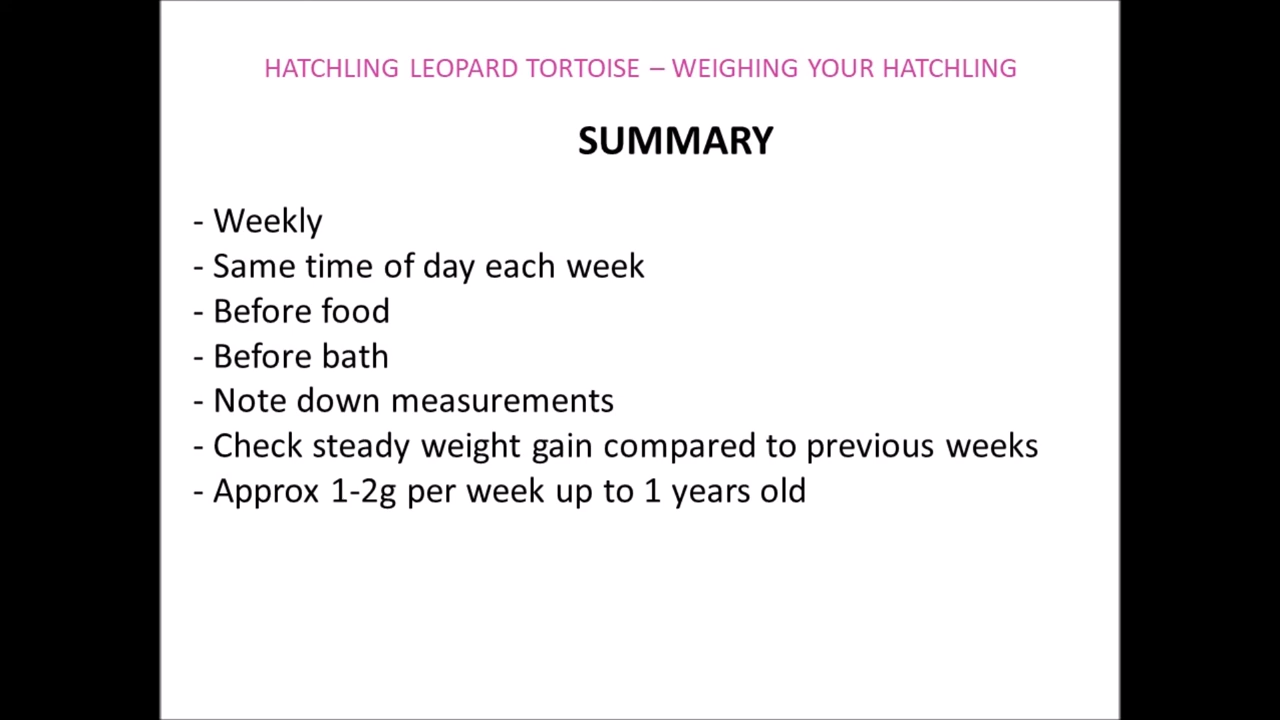 HATCHLING LEOPARD TORTOISE – WEIGHING YOUR HATCHLING
SUMMARY
- Weekly
- Same time of day each week
- Before food
- Before bath
- Note down measurements
- Check steady weight gain compared to previous weeks
- Approx 1-2g per week up to 1 years old